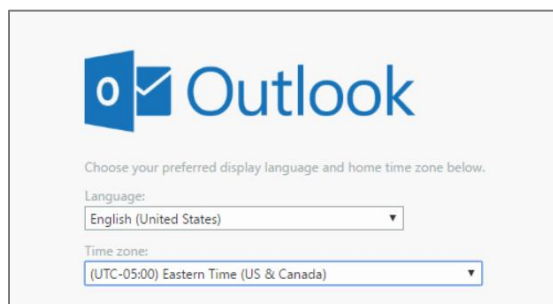 Outlook
Choose your preferred display language and home time zone below.
Language:
English (United States)
Time zone:
(UTC-05:00) Eastern Time (US & Canada)